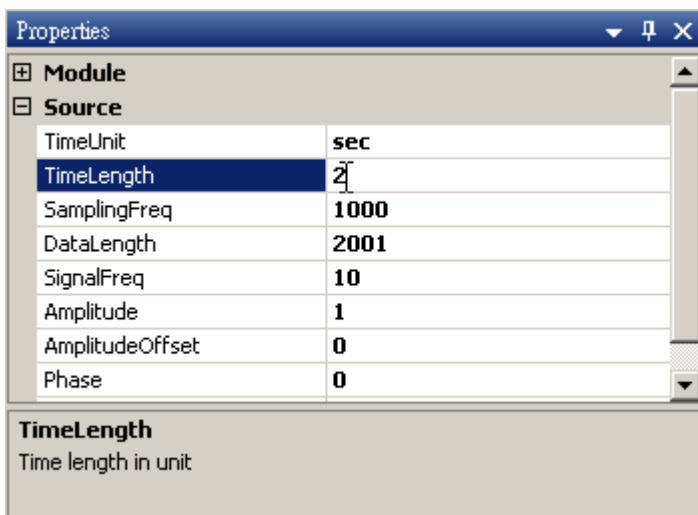 Properties
Module
Source
TimeUnit sec
TimeLength 2
SamplingFreq 1000
DataLength 2001
SignalFreq 10
Amplitude 1
AmplitudeOffset 0
Phase 0
TimeLength
Time length in unit